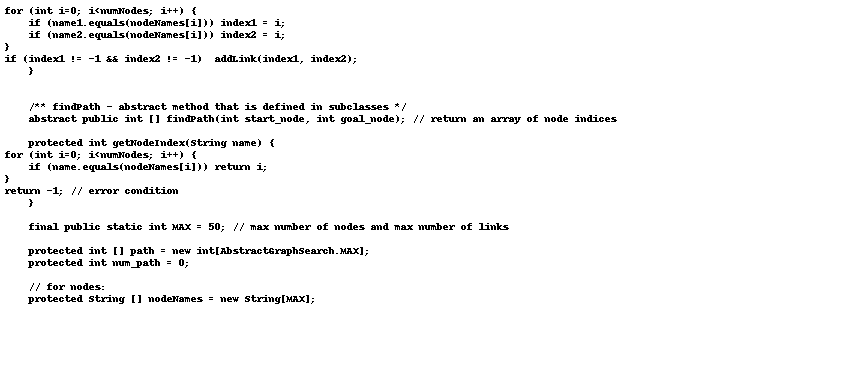 for (int i=0; i<numNodes; i++) {
    if (name1.equals(nodeNames[i])) index1 = i;
    if (name2.equals(nodeNames[i])) index2 = i;
}
if (index1 != -1 && index2 != -1)  addLink(index1, index2);
    }
    /** findPath - abstract method that is defined in subclasses */
    abstract public int [] findPath(int start_node, int goal_node); // return an array of node indices
    protected int getNodeIndex(String name) {
for (int i=0; i<numNodes; i++) {
    if (name.equals(nodeNames[i])) return i;
}
return -1; // error condition
    }
    final public static int MAX = 50; // max number of nodes and max number of links
    protected int [] path = new int[AbstractGraphSearch.MAX];
    protected int num_path = 0;
    // for nodes:
    protected String [] nodeNames = new String[MAX];